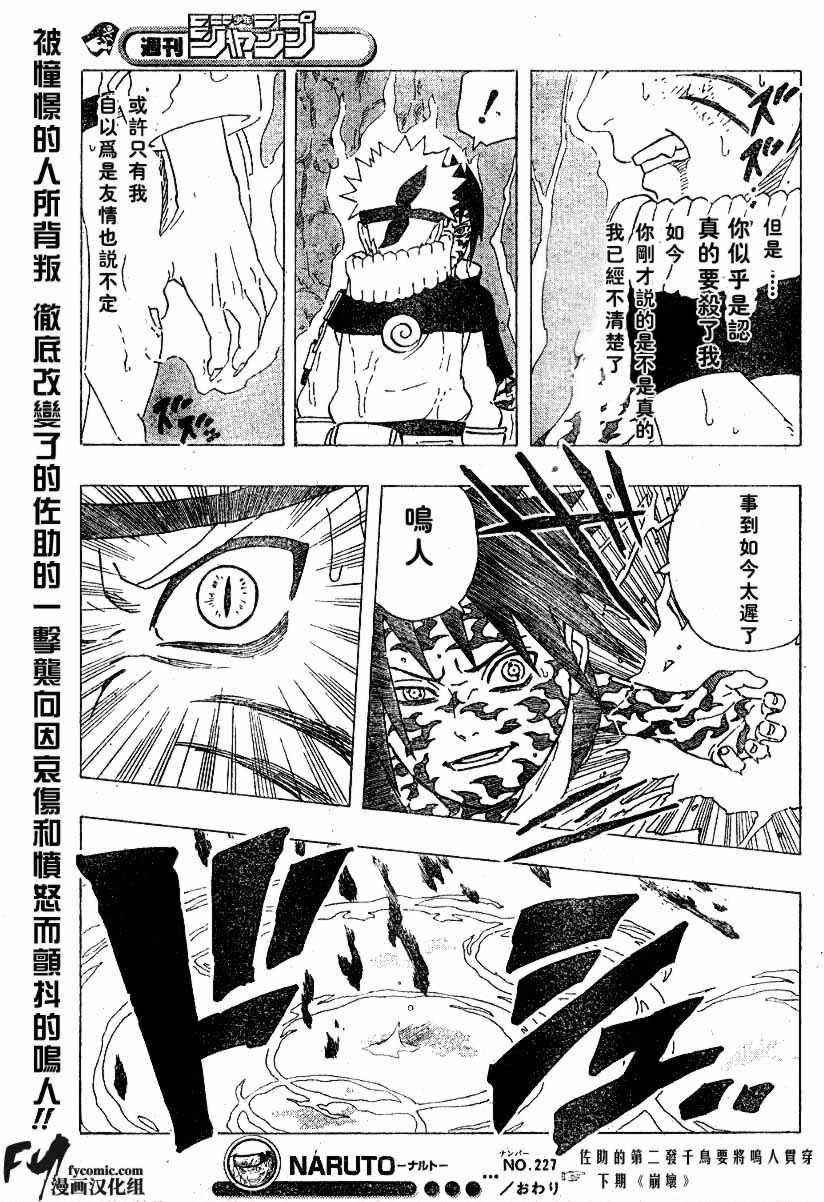 週刊少年ジャンプ
ズズ
ズズ
但是……
你似乎是認
真的要殺了我
如今
你剛才說的是不是真的
我已經不清楚了
！
或許只有我
自以爲是友情也說不定
ズズ
事到如今太遲了
鳴人
ドシュ
被憧憬的人所背叛 徹底改變了的佐助的一擊襲向因哀傷和憤怒而顫抖的鳴人!!
FY
fycomic.com
漫画汉化组
NARUTO—ナルト—
ナンバー
NO.227
／おわり
佐助的第二發千鳥要將鳴人貫穿
下期《崩壞》